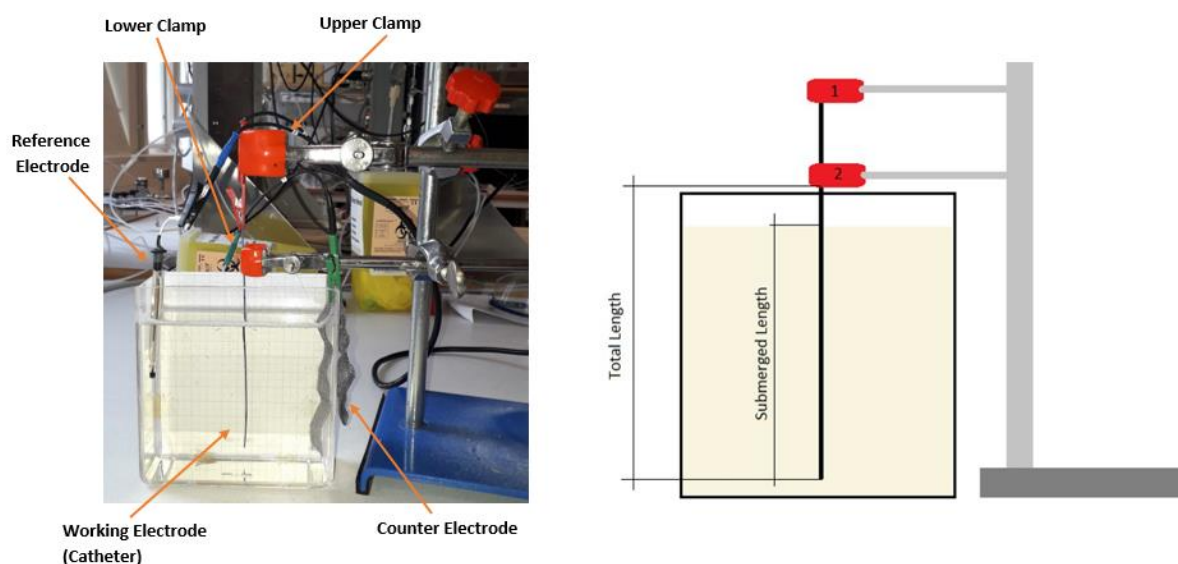 Lower Clamp
Upper Clamp
Reference
Electrode
Working Electrode
(Catheter)
Counter Electrode
1
2
Total Length
Submerged Length